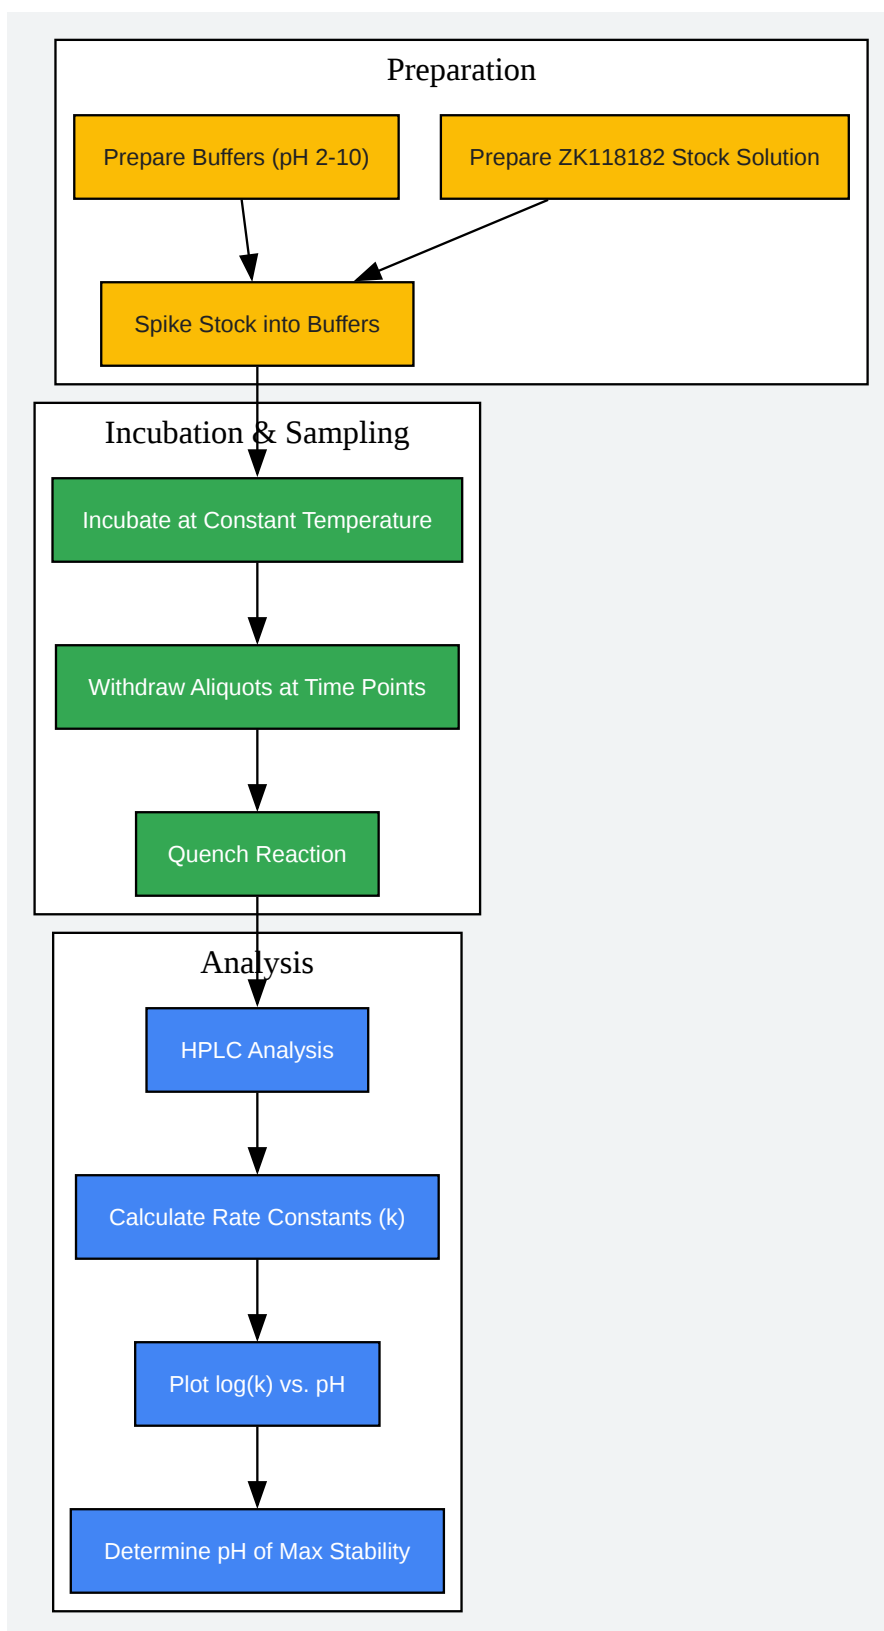 Preparation
Prepare Buffers (pH 2-10)
Prepare ZK118182 Stock Solution
Spike Stock into Buffers
Incubation & Sampling
Incubate at Constant Temperature
Withdraw Aliquots at Time Points
Quench Reaction
Analysis
HPLC Analysis
Calculate Rate Constants (k)
Plot log(k) vs. pH
Determine pH of Max Stability